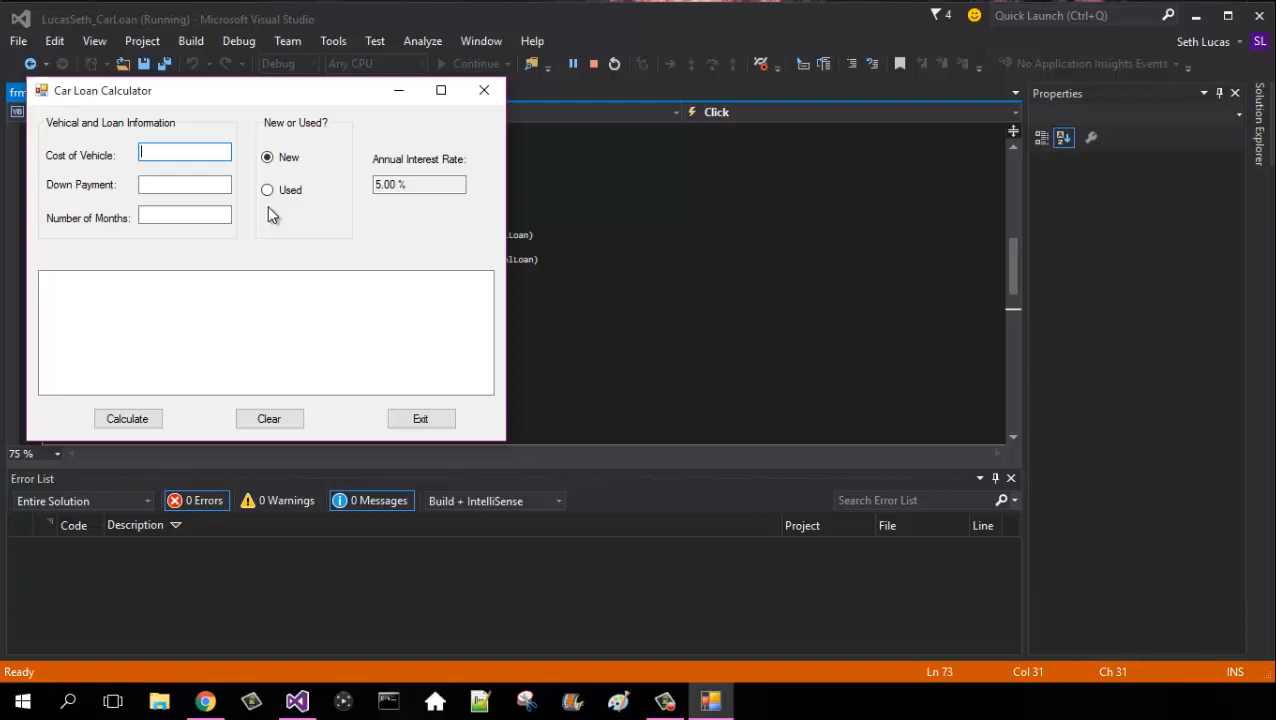 LucasSeth_CarLoan (Running) - Microsoft Visual Studio
4
Quick Launch (Ctrl+Q)
File Edit View Project Build Debug Team Tools Test Analyze Window Help
Seth Lucas SL
Debug Any CPU Continue No Application Insights Events
frm
Car Loan Calculator
Click
Properties
Solution Explorer
VB
Vehical and Loan Information
New or Used?
Cost of Vehicle:
New
Annual Interest Rate:
Down Payment:
Used
5.00 %
Number of Months:
Loan)
lLoan)
Calculate Clear Exit
75 %
Error List
Entire Solution 0 Errors 0 Warnings 0 Messages Build + IntelliSense Search Error List
Code Description Project File Line
Ready Ln 73 Col 31 Ch 31 INS